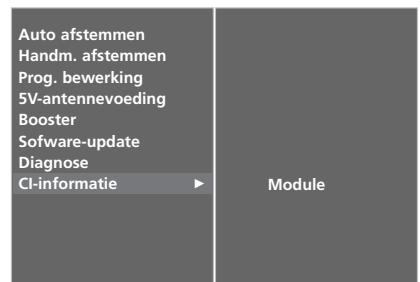 Auto afstemmen
Handm. afstemmen
Prog. bewerking
5V-antennevoeding
Booster
Sofware-update
Diagnose
CI-informatie ►
Module